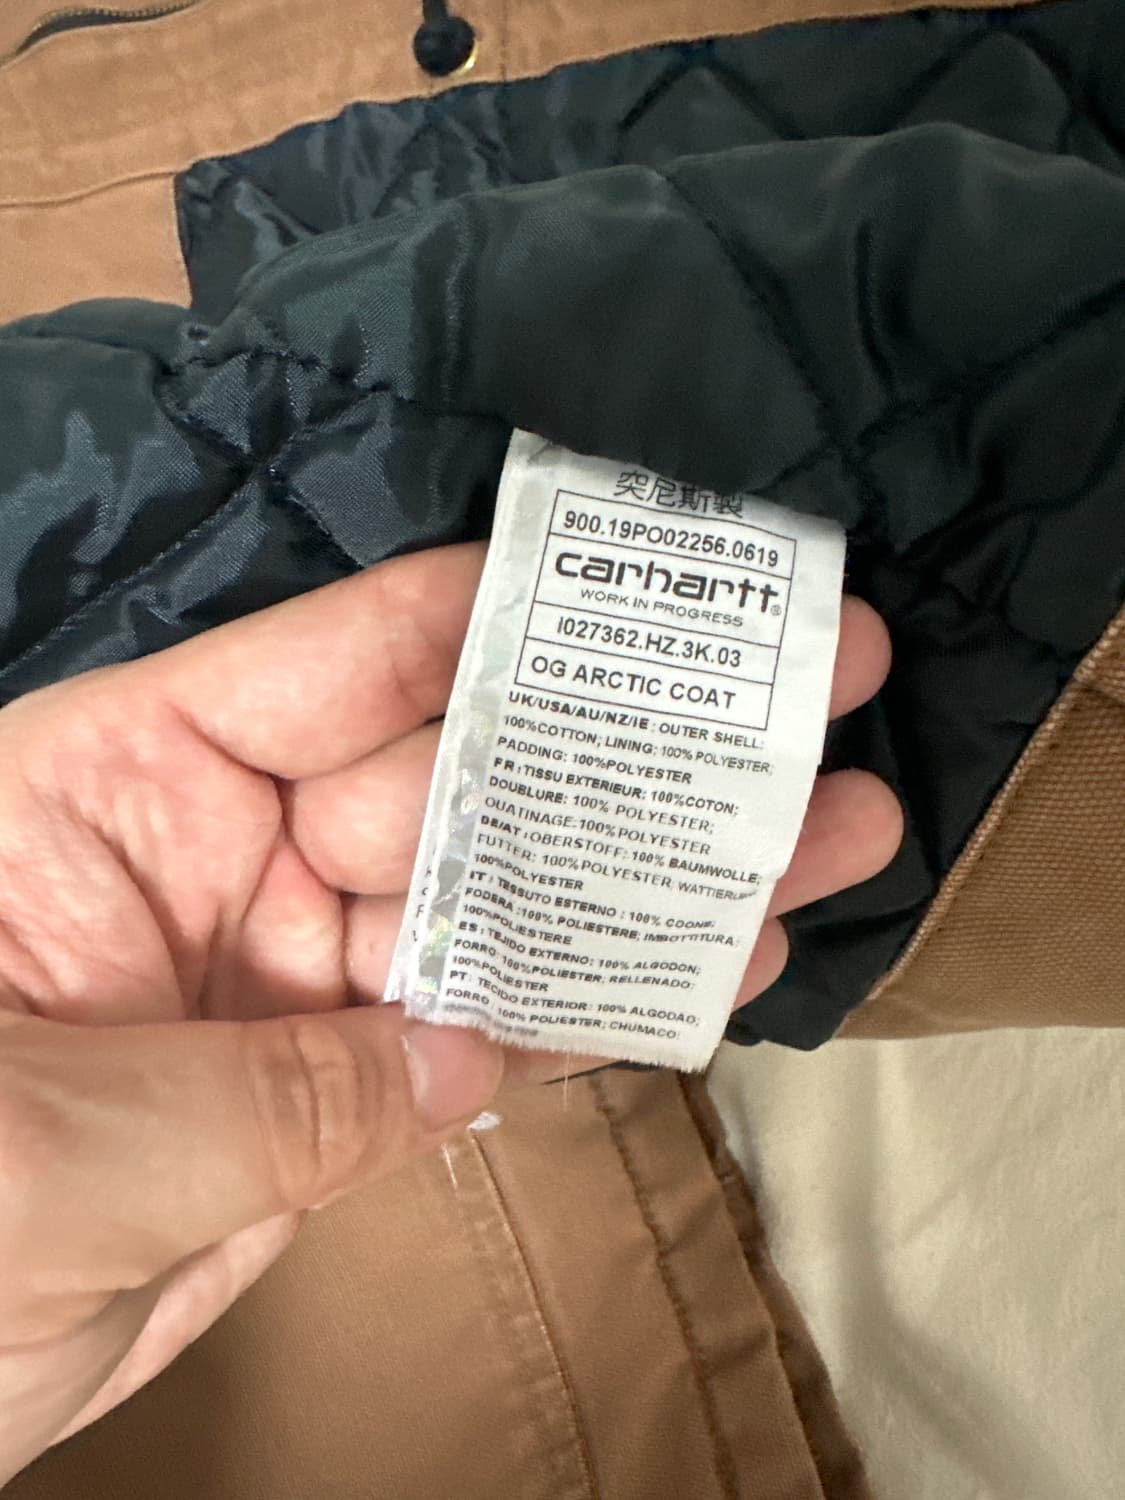 突尼斯製
900.19PO02256.0619
carhartt®
WORK IN PROGRESS
I027362.HZ.3K.03
OG ARCTIC COAT
UK/USA/AU/NZ/IE : OUTER SHELL:
100%COTTON; LINING: 100% POLYESTER;
PADDING: 100%POLYESTER
FR : TISSU EXTERIEUR: 100%COTON;
DOUBLURE: 100% POLYESTER;
OUATINAGE:100%POLYESTER
DE/AT : OBERSTOFF: 100% BAUMWOLLE;
FUTTER: 100%POLYESTER;
100%POLYESTER
IT : TESSUTO ESTERNO : 100%
FODERA :100% POLIESTERE; IMBOTTITURA:
100%POLIESTERE
ES : TEJIDO EXTERNO: 100% ALGODON;
FORRO: 100%POLIESTER; RELLENADO:
100%POLIESTER
PT: TECIDO EXTERIOR: 100% ALGODAO;
FORRO: 100% POLIESTER; CHUMACO: